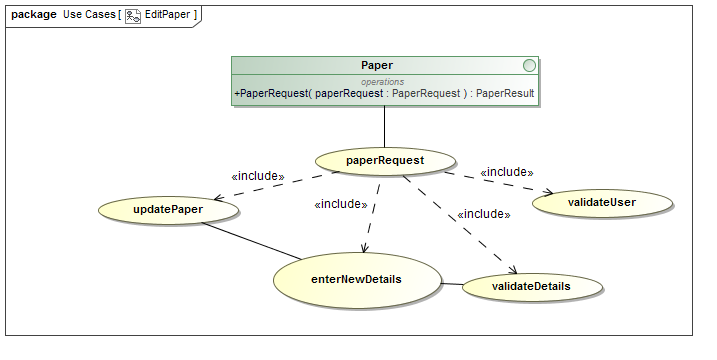 package Use Cases [ EditPaper ]
Paper
operations
+PaperRequest( paperRequest : PaperRequest ) : PaperResult
paperRequest
«include»
«include»
«include»
«include»
updatePaper
validateUser
enterNewDetails
validateDetails